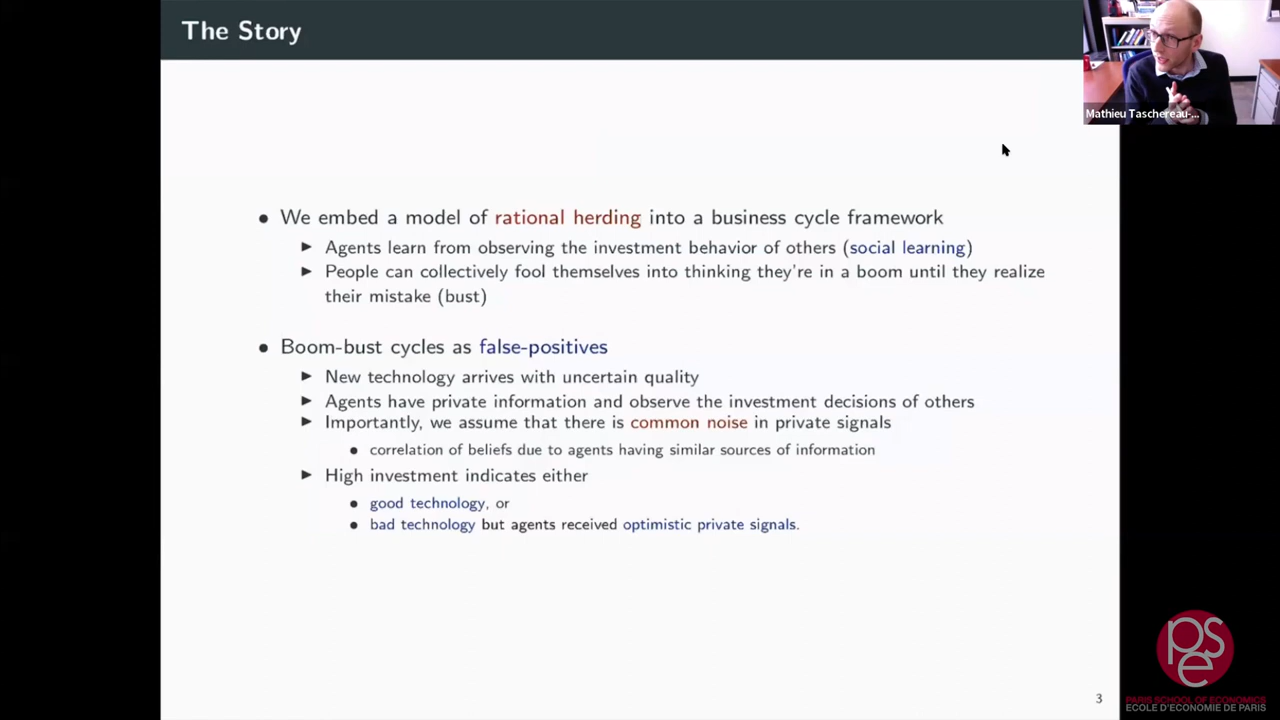 The Story
Mathieu Taschereau-...
• We embed a model of rational herding into a business cycle framework
▶ Agents learn from observing the investment behavior of others (social learning)
▶ People can collectively fool themselves into thinking they're in a boom until they realize
their mistake (bust)
• Boom-bust cycles as false-positives
▶ New technology arrives with uncertain quality
▶ Agents have private information and observe the investment decisions of others
▶ Importantly, we assume that there is common noise in private signals
• correlation of beliefs due to agents having similar sources of information
▶ High investment indicates either
• good technology, or
• bad technology but agents received optimistic private signals.
3
pse
PARIS SCHOOL OF ECONOMICS
ECOLE D'ECONOMIE DE PARIS